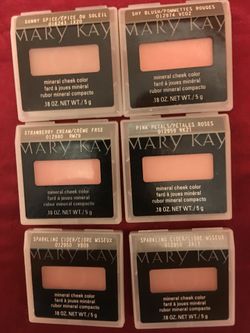 SUNNY SPICE/ÉPICE DU SOLEIL
SHY BLUSH/POMMETTES ROUGES
012974
MARY KAY
MARY KAY
mineral cheek color
fard à joues minéral
rubor mineral compacto
.18 OZ. NET WT. / 5 g
mineral cheek color
fard à joues minéral
rubor mineral compacto
.18 OZ. NET WT. / 5 g
STRAWBERRY CREAM/CRÈME FRSE
PINK PETALS/PÉTALES ROSES
012959
MARY KAY
MARY KAY
mineral cheek color
fard à joues minéral
rubor mineral compacto
.18 OZ. NET WT. / 5 g
mineral cheek color
fard à joues minéral
rubor mineral compacto
.18 OZ. NET WT. / 5 g
SPARKLING CIDER/CIDRE MSSEUX
SPARKLING CIDER/CIDRE MSSEUX
MARY KAY
MARY KAY
mineral cheek color
fard à joues minéral
rubor mineral compacto
.18 OZ. NET WT. / 5 g
mineral cheek color
fard à joues minéral
rubor mineral compacto
.18 OZ. NET WT. / 5 g